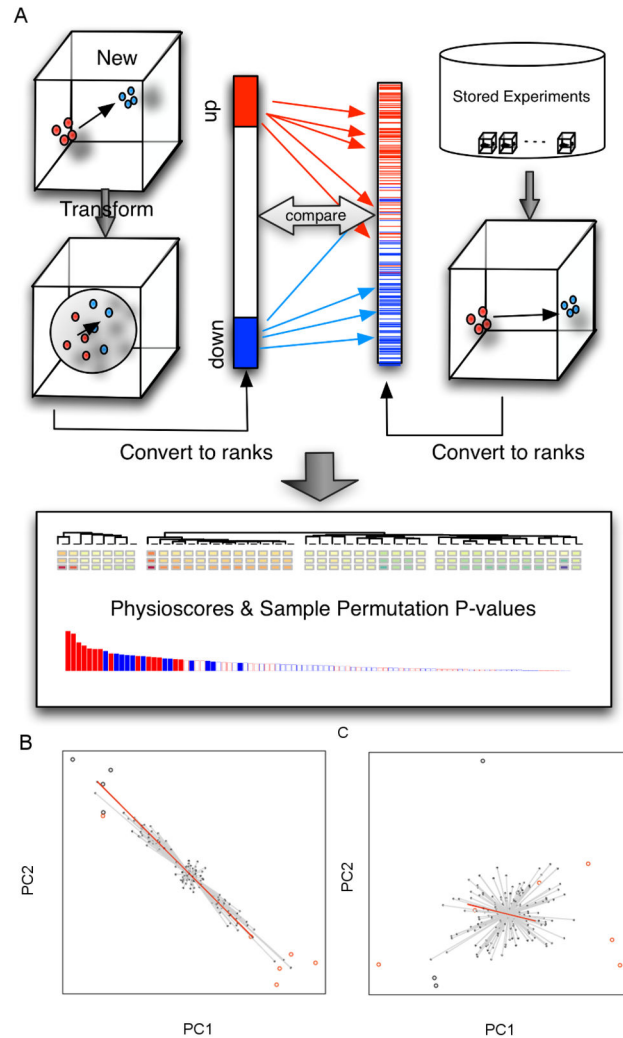 A
New
Transform
up
down
compare
Stored Experiments
Convert to ranks
Convert to ranks
Physioscores & Sample Permutation P-values
B
PC2
PC1
C
PC2
PC1